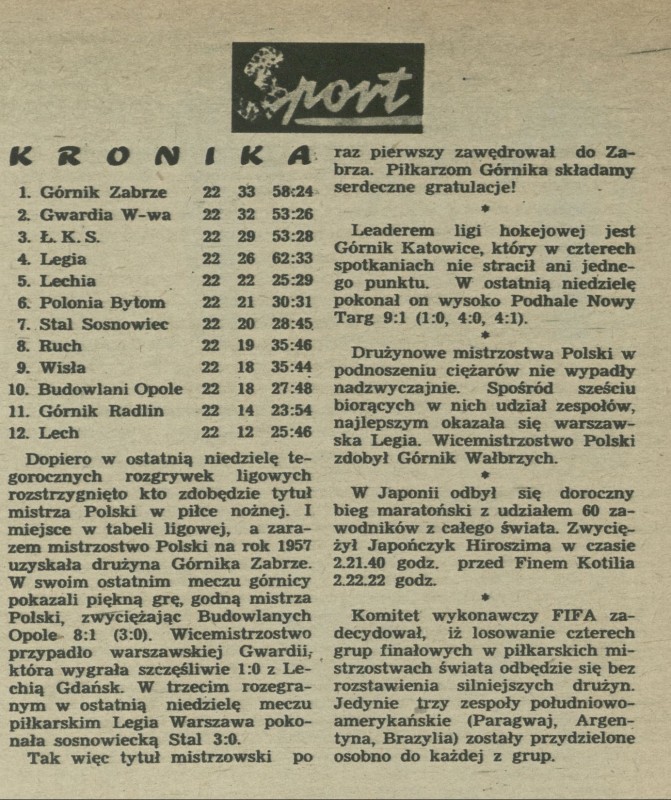 Sport
KRONIKA
1. Górnik Zabrze 22 33 58:24
2. Gwardia W-wa 22 32 53:26
3. Ł. K. S. 22 29 53:28
4. Legia 22 26 62:33
5. Lechia 22 22 25:29
6. Polonia Bytom 22 21 30:31
7. Stal Sosnowiec 22 20 28:45
8. Ruch 22 19 35:46
9. Wisła 22 18 35:44
10. Budowlani Opole 22 18 27:48
11. Górnik Radlin 22 14 23:54
12. Lech 22 12 25:46
Dopiero w ostatnią niedzielę te-
gorocznych rozgrywek ligowych
rozstrzygnięto kto zdobędzie tytuł
mistrza Polski w piłce nożnej. I
miejsce w tabeli ligowej, a zara-
zem mistrzostwo Polski na rok 1957
uzyskała drużyna Górnika Zabrze.
W swoim ostatnim meczu górnicy
pokazali piękną grę, godną mistrza
Polski, zwyciężając Budowlanych
Opole 8:1 (3:0). Wicemistrzostwo
przypadło warszawskiej Gwardii,
która wygrała szczęśliwie 1:0 z Le-
chią Gdańsk. W trzecim rozegra-
nym w ostatnią niedzielę meczu
piłkarskim Legia Warszawa poko-
nała sosnowiecką Stal 3:0.
Tak więc tytuł mistrzowski po
raz pierwszy zawędrował do Za-
brza. Piłkarzom Górnika składamy
serdeczne gratulacje!
*
Leaderem ligi hokejowej jest
Górnik Katowice, który w czterech
spotkaniach nie stracił ani jedne-
go punktu. W ostatnią niedzielę
pokonał on wysoko Podhale Nowy
Targ 9:1 (1:0, 4:0, 4:1).
*
Drużynowe mistrzostwa Polski w
podnoszeniu ciężarów nie wypadły
nadzwyczajnie. Spośród sześciu
biorących w nich udział zespołów,
najlepszym okazała się warszaw-
ska Legia. Wicemistrzostwo Polski
zdobył Górnik Wałbrzych.
*
W Japonii odbył się doroczny
bieg maratoński z udziałem 60 za-
wodników z całego świata. Zwycię-
żył Japończyk Hiroszimą w czasie
2.21.40 godz. przed Finem Kotilia
2.22.22 godz.
*
Komitet wykonawczy FIFA za-
decydował, iż losowanie czterech
grup finałowych w piłkarskich mi-
strzostwach świata odbędzie się bez
rozstawienia silniejszych drużyn.
Jedynie trzy zespoły południowo-
amerykańskie (Paragwaj, Argen-
tyna, Brazylia) zostały przydzielone
osobno do każdej z grup.